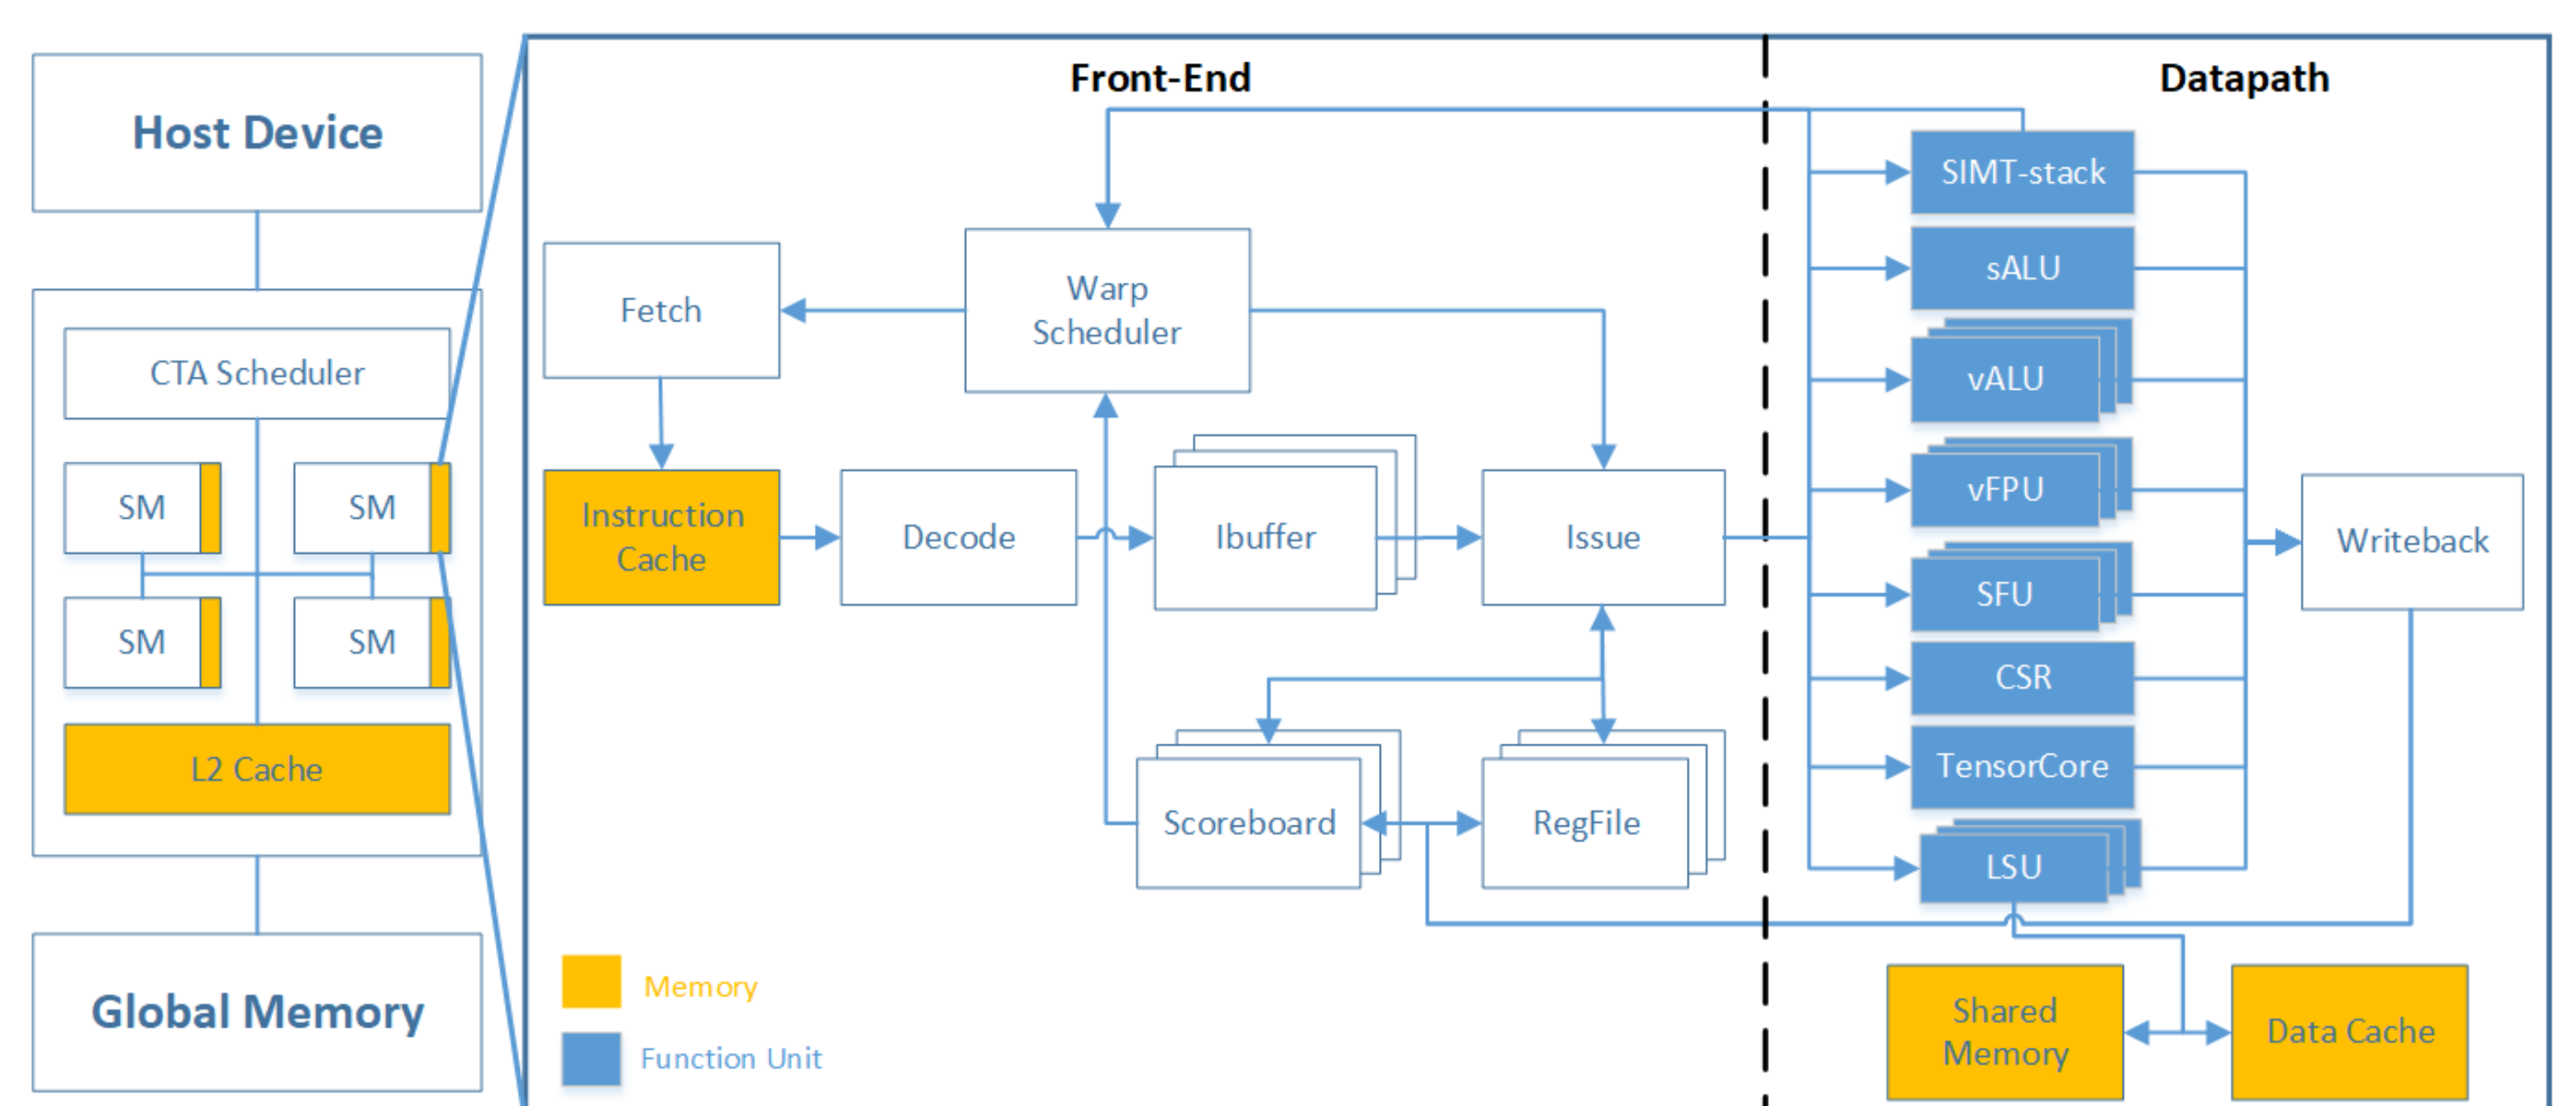 Host Device
CTA Scheduler
SM
SM
SM
SM
L2 Cache
Global Memory
Front-End
Datapath
Fetch
Warp
Scheduler
Instruction
Cache
Decode
Ibuffer
Issue
Scoreboard
RegFile
Memory
Function Unit
SIMT-stack
sALU
vALU
vFPU
SFU
CSR
TensorCore
LSU
Writeback
Shared
Memory
Data Cache